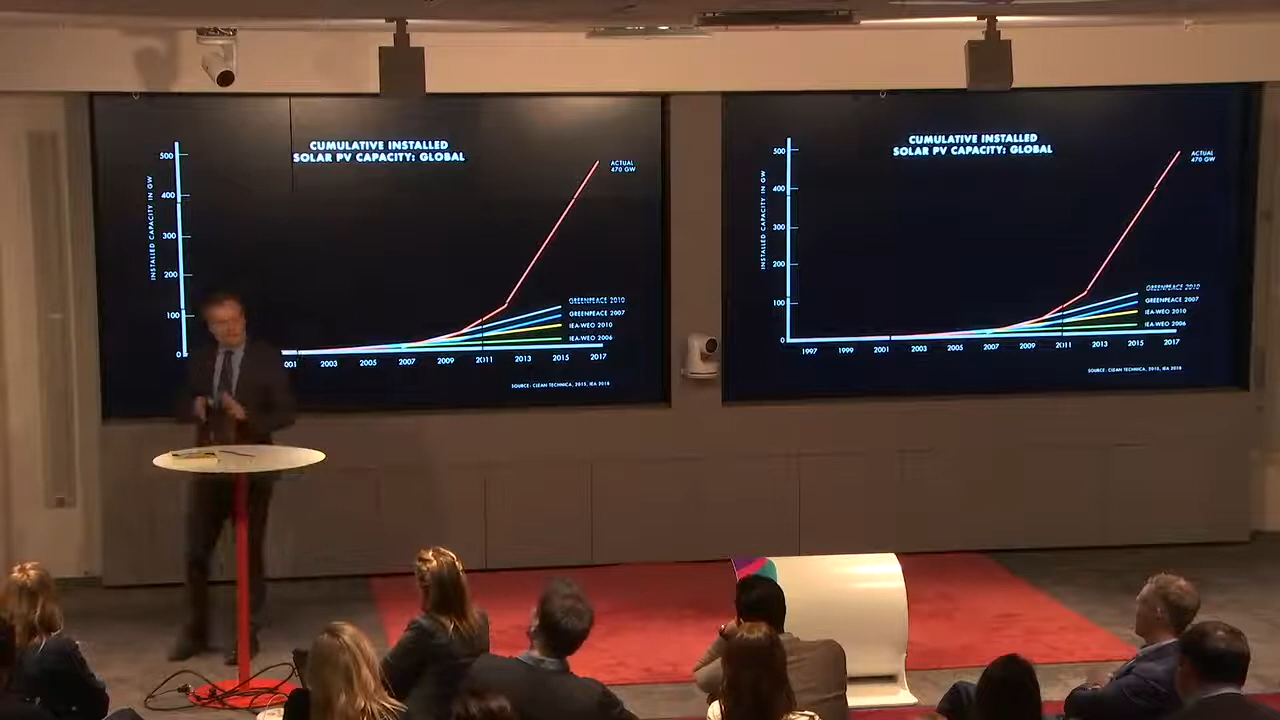 CUMULATIVE INSTALLED
SOLAR PV CAPACITY: GLOBAL
INSTALLED CAPACITY IN GW
500
400
300
200
100
0
ACTUAL
470 GW
GREENPEACE 2010
GREENPEACE 2007
IEA-WEO 2010
IEA-WEO 2006
001 2003 2005 2007 2009 2011 2013 2015 2017
SOURCE: CLEAN TECHNICA, 2015, IEA 2018
CUMULATIVE INSTALLED
SOLAR PV CAPACITY: GLOBAL
INSTALLED CAPACITY IN GW
500
400
300
200
100
0
ACTUAL
470 GW
GREENPEACE 2010
GREENPEACE 2007
IEA-WEO 2010
IEA-WEO 2006
1997 1999 2001 2003 2005 2007 2009 2011 2013 2015 2017
SOURCE: CLEAN TECHNICA, 2015, IEA 2018